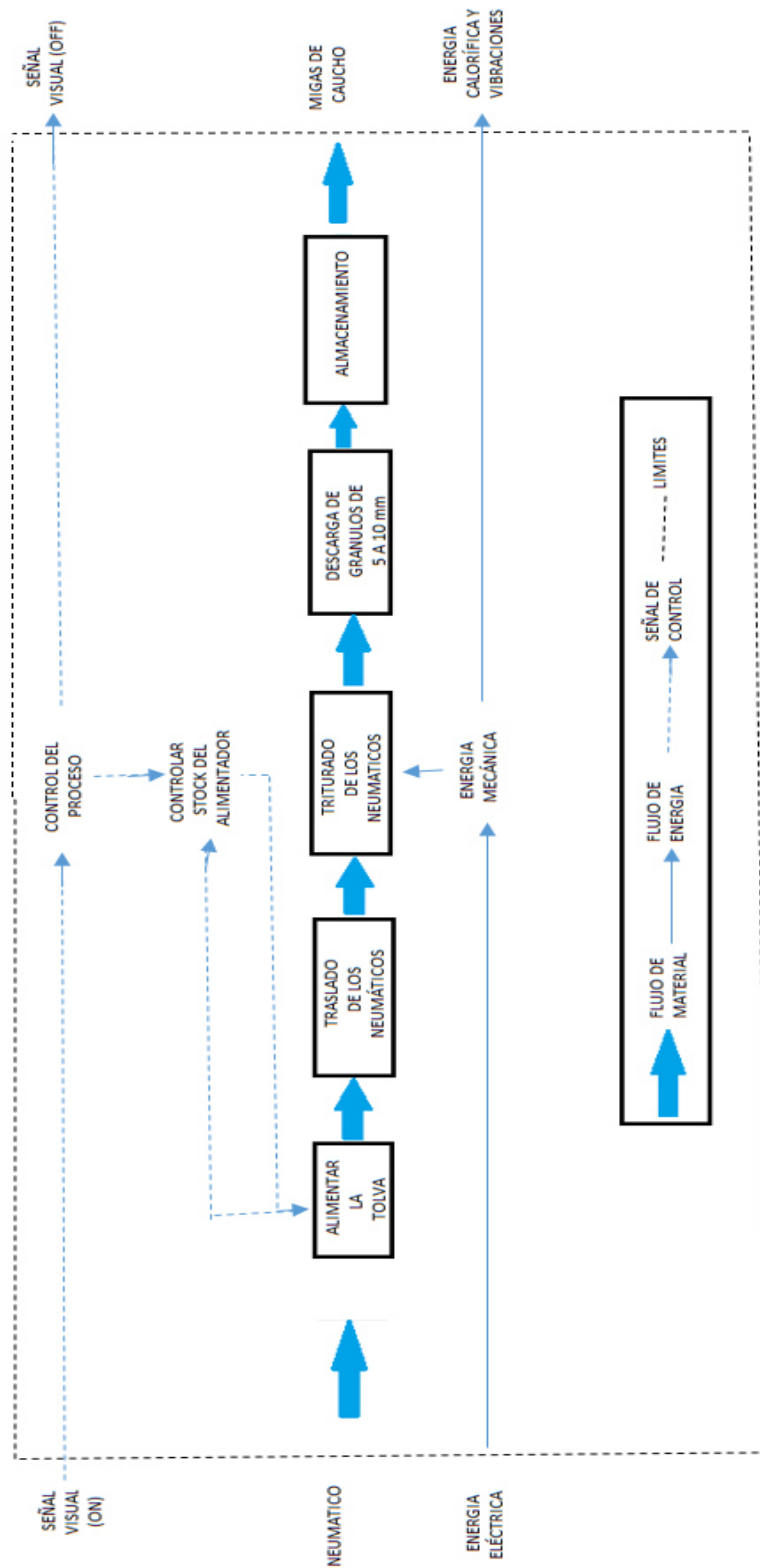 SEÑAL
VISUAL
(ON)
CONTROL DEL
PROCESO
SEÑAL
VISUAL (OFF)
CONTROLAR
STOCK DEL
ALIMENTADOR
NEUMATICO
ALIMENTAR
LA
TOLVA
TRASLADO
DE LOS
NEUMÁTICOS
TRITURADO
DE LOS
NEUMATICOS
DESCARGA DE
GRANULOS DE
5 A 10 mm
ALMACENAMIENTO
MIGAS DE
CAUCHO
ENERGIA
ELÉCTRICA
ENERGIA
MECÁNICA
ENERGIA
CALORÍFICA Y
VIBRACIONES
FLUJO DE
MATERIAL
FLUJO DE
ENERGIA
SEÑAL DE
CONTROL
LIMITES